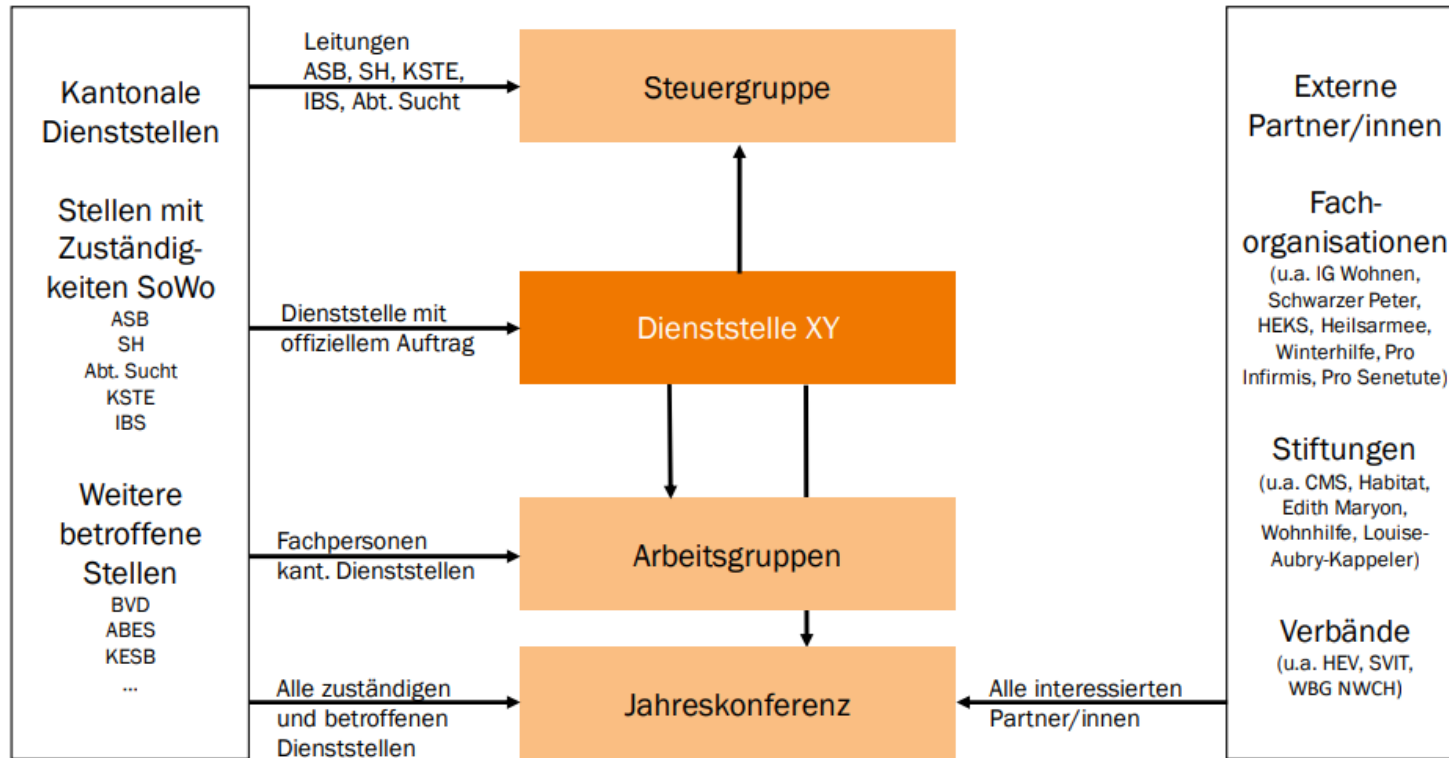 Kantonale
Dienststellen
Stellen mit
Zuständig-
keiten SoWo
ASB
SH
Abt. Sucht
KSTE
IBS
Weitere
betroffene
Stellen
BVD
ABES
KESB
...
Leitungen
ASB, SH, KSTE,
IBS, Abt. Sucht
Dienststelle mit
offiziellem Auftrag
Fachpersonen
kant. Dienststellen
Alle zuständigen
und betroffenen
Dienststellen
Steuergruppe
Dienststelle XY
Arbeitsgruppen
Jahreskonferenz
Alle interessierten
Partner/innen
Externe
Partner/innen
Fach-
organisationen
(u.a. IG Wohnen,
Schwarzer Peter,
HEKS, Heilsarmee,
Winterhilfe, Pro
Infirmis, Pro Senetute)
Stiftungen
(u.a. CMS, Habitat,
Edith Maryon,
Wohnhilfe, Louise-
Aubry-Kappeler)
Verbände
(u.a. HEV, SVIT,
WBG NWCH)